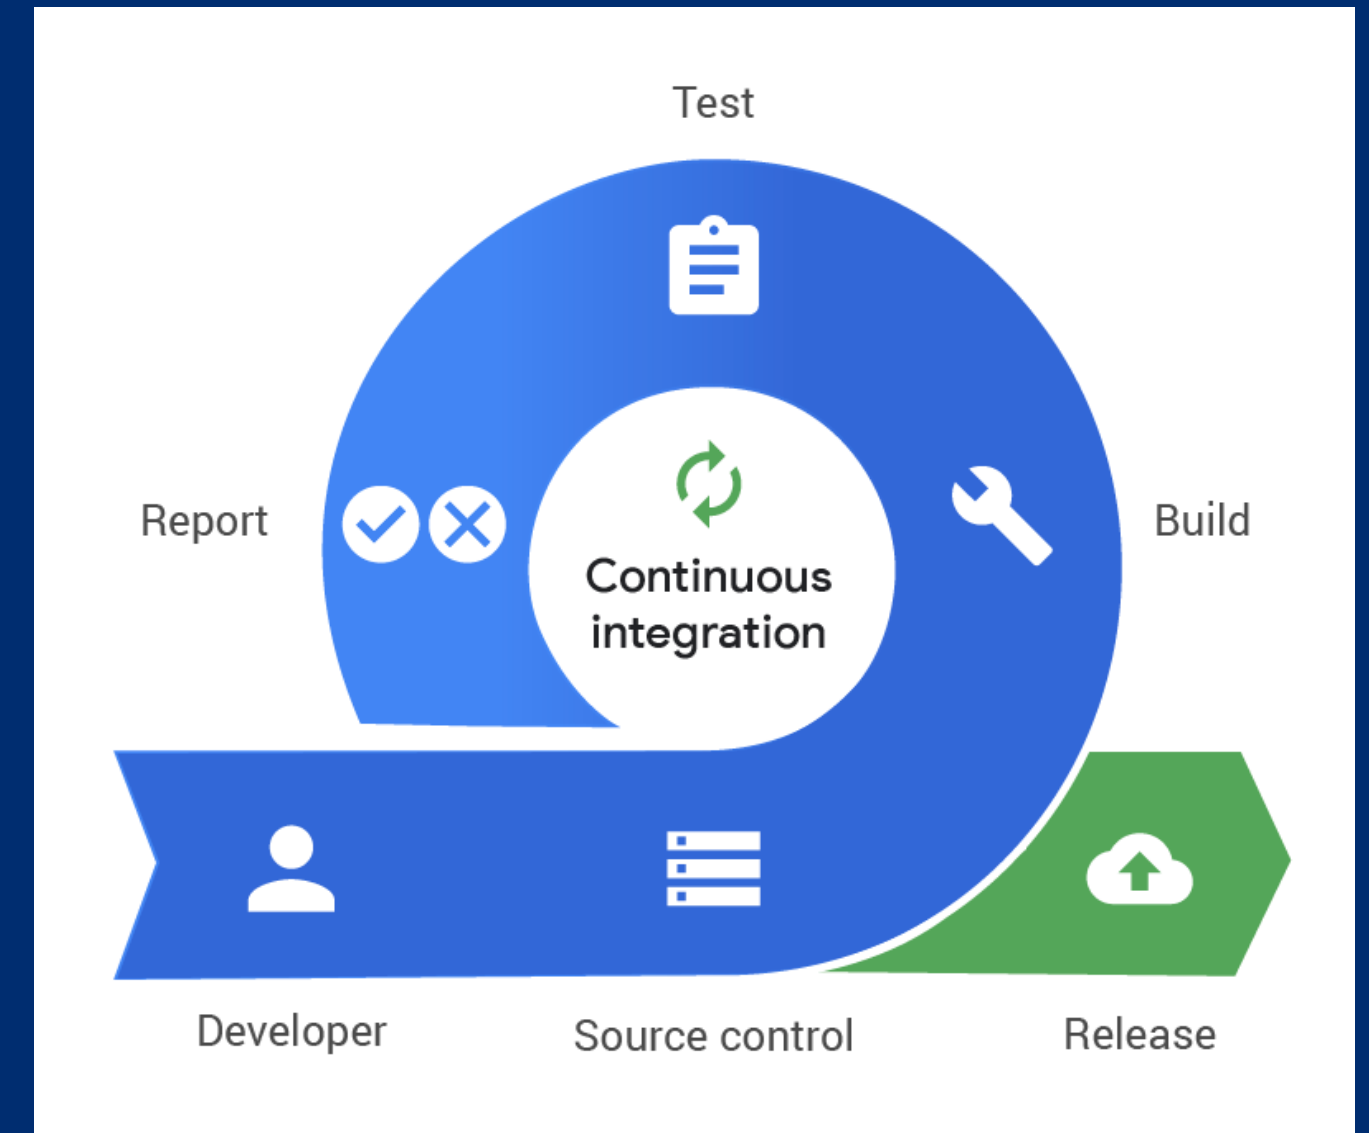 Test
Report
Build
Continuous
integration
Developer
Source control
Release